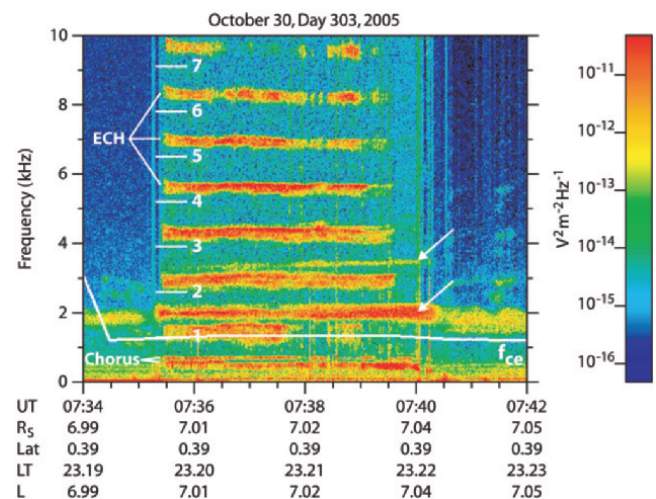 October 30, Day 303, 2005
10
8
6
4
2
0
Frequency (kHz)
7
6
5
4
3
2
1
ECH
Chorus
fce
10⁻¹¹
10⁻¹²
10⁻¹³
10⁻¹⁴
10⁻¹⁵
10⁻¹⁶
V²m⁻²Hz⁻¹
UT 07:34 07:36 07:38 07:40 07:42
RS 6.99 7.01 7.02 7.04 7.05
Lat 0.39 0.39 0.39 0.39 0.39
LT 23.19 23.20 23.21 23.22 23.23
L 6.99 7.01 7.02 7.04 7.05